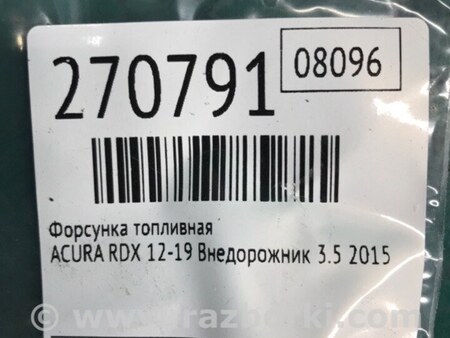 270791
08096
Форсунка топливная
ACURA RDX 12-19 Внедорожник 3.5 2015